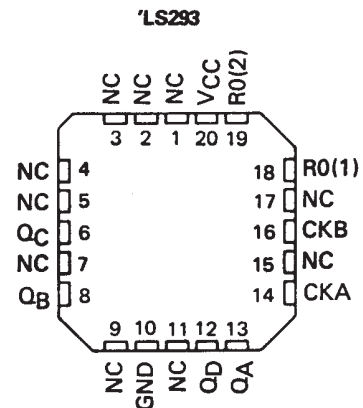 'LS293
NC NC NC VCC R0(2)
3 2 1 20 19
NC 4
NC 5
QC 6
NC 7
QB 8
18 R0(1)
17 NC
16 CKB
15 NC
14 CKA
9 10 11 12 13
NC GND NC QD QA